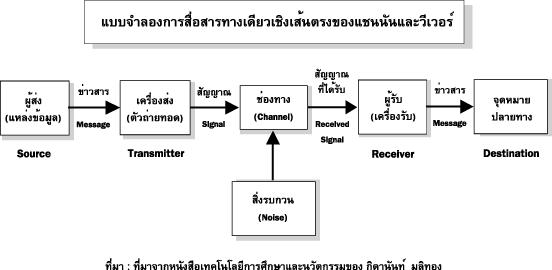 แบบจำลองการสื่อสารทางเดียวเชิงเส้นตรงของแชนนันและวีเวอร์
ผู้ส่ง
(แหล่งข้อมูล)
Source
ข่าวสาร
Message
เครื่องส่ง
(ตัวถ่ายทอด)
Transmitter
สัญญาณ
Signal
ช่องทาง
(Channel)
สัญญาณ
ที่ได้รับ
Received
Signal
ผู้รับ
(เครื่องรับ)
Receiver
ข่าวสาร
Message
จุดหมาย
ปลายทาง
Destination
สิ่งรบกวน
(Noise)
ที่มา : ที่มาจากหนังสือเทคโนโลยีการศึกษาและนวัตกรรมของ กิดานันท์ มลิทอง